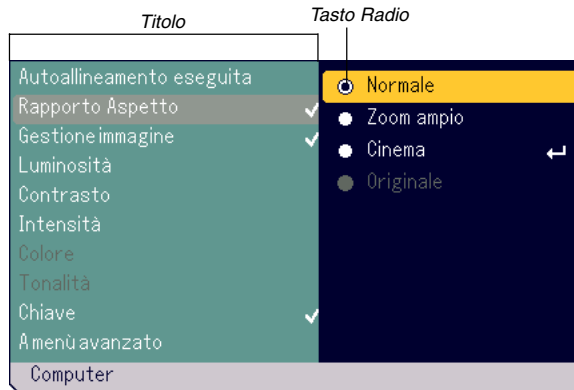 Titolo
Tasto Radio
Autoallineamento eseguita
Rapporto Aspetto
Gestione immagine
Luminosità
Contrasto
Intensità
Colore
Tonalità
Chiave
A menù avanzato
Normale
Zoom ampio
Cinema
Originale
Computer